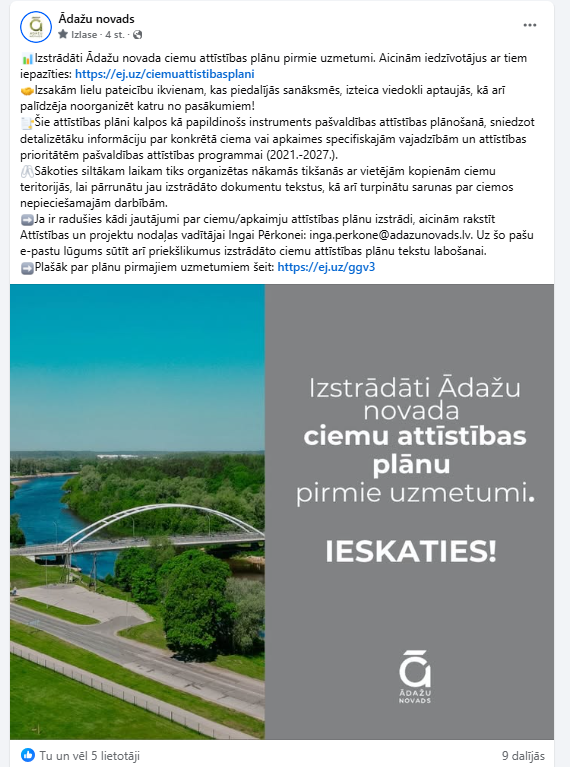 Ādažu novads
Izlase · 4 st. ·
Izstrādāti Ādažu novada ciemu attīstības plānu pirmie uzmetumi. Aicinām iedzīvotājus ar tiem
iepazīties: https://ej.uz/ciemuattistibasplani
Izsakām lielu pateicību ikvienam, kas piedalījās sanāksmēs, izteica viedokli aptaujās, kā arī
palīdzēja noorganizēt katru no pasākumiem!
Šie attīstības plāni kalpos kā papildinošs instruments pašvaldības attīstības plānošanā, sniedzot
detalizētāku informāciju par konkrētā ciema vai apkaimes specifiskajām vajadzībām un attīstības
prioritātēm pašvaldības attīstības programmai (2021.-2027.).
Sākoties siltākam laikam tiks organizētas nākamās tikšanās ar vietējām kopienām ciemu
teritorijās, lai pārrunātu jau izstrādāto dokumentu tekstus, kā arī turpinātu sarunas par ciemos
nepieciešamajām darbībām.
Ja ir radušies kādi jautājumi par ciemu/apkaimju attīstības plānu izstrādi, aicinām rakstīt
Attīstības un projektu nodaļas vadītājai Ingai Pērkonei: inga.perkone@adazunovads.lv. Uz šo pašu
e-pastu lūgums sūtīt arī priekšlikumus izstrādāto ciemu attīstības plānu tekstu labošanai.
Plašāk par plānu pirmajiem uzmetumiem šeit: https://ej.uz/ggv3
Izstrādāti Ādažu
novada
ciemu attīstības
plānu
pirmie uzmetumi.
IESKATIES!
ĀDAŽU
NOVADS
Tu un vēl 5 lietotāji
9 dalījās